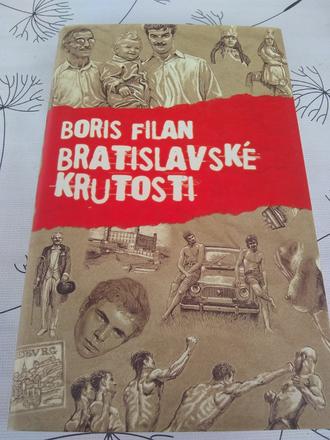 BORIS FILAN
BRATISLAVSKÉ
KRUTOSTI